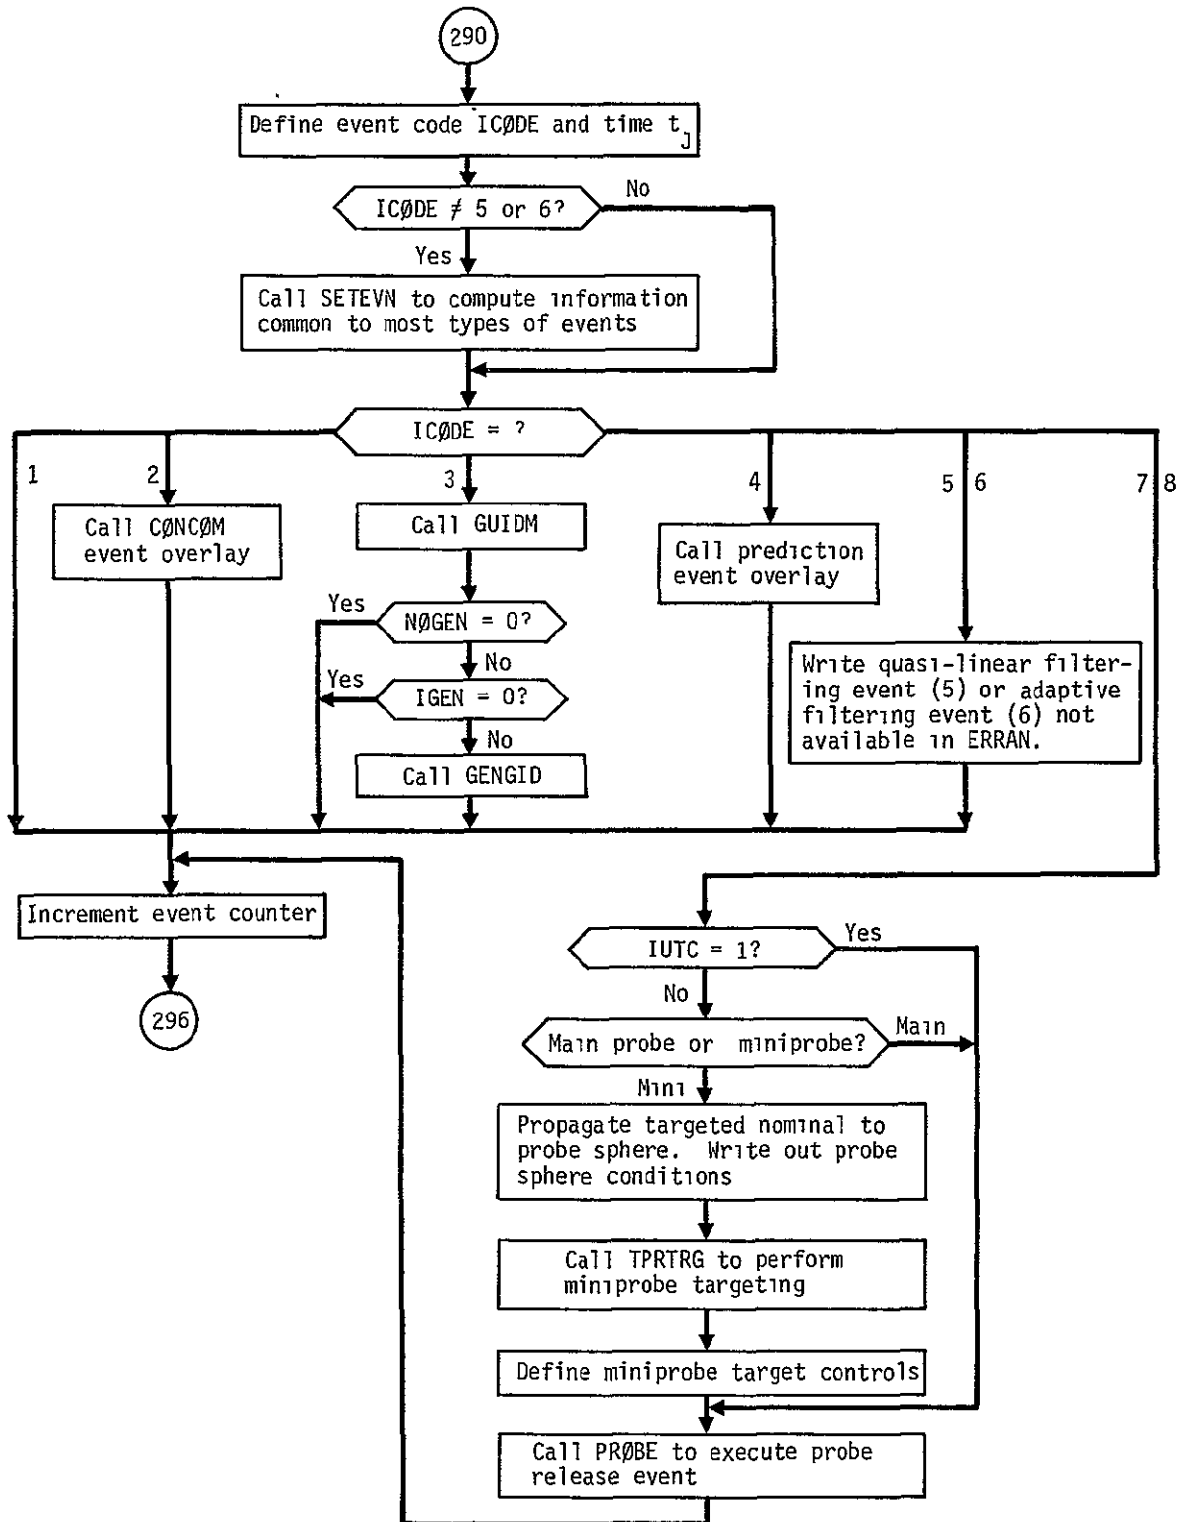 290
Define event code ICØDE and time tJ
ICØDE ≠ 5 or 6?
No
Yes
Call SETEVN to compute information
common to most types of events
ICØDE = ?
1
2
3
4
5
6
7
8
Call CØNCØM
event overlay
Call GUIDM
Call prediction
event overlay
NØGEN = 0?
Yes
No
IGEN = 0?
Yes
No
Call GENGID
Write quasi-linear filter-
ing event (5) or adaptive
filtering event (6) not
available in ERRAN.
Increment event counter
296
IUTC = 1?
Yes
No
Main probe or miniprobe?
Main
Mini
Propagate targeted nominal to
probe sphere. Write out probe
sphere conditions
Call TPRTRG to perform
miniprobe targeting
Define miniprobe target controls
Call PRØBE to execute probe
release event